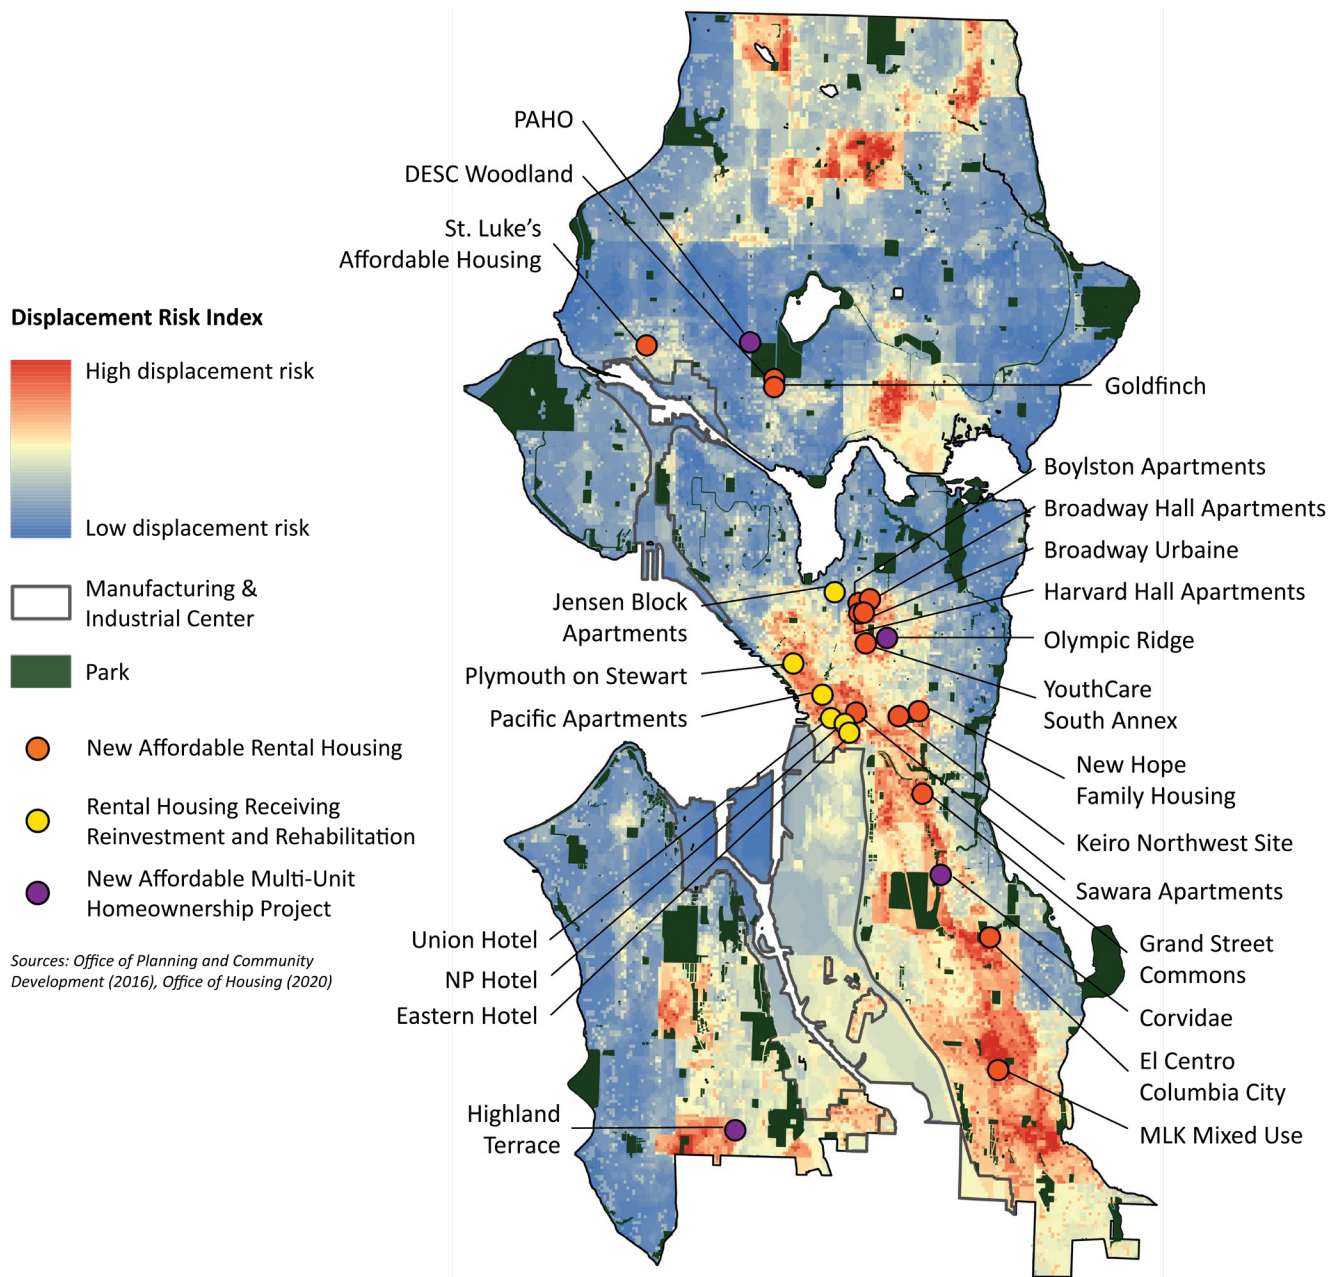 PAHO
DESC Woodland
St. Luke’s
Affordable Housing
Displacement Risk Index
High displacement risk
Low displacement risk
Manufacturing &
Industrial Center
Park
New Affordable Rental Housing
Rental Housing Receiving
Reinvestment and Rehabilitation
New Affordable Multi-Unit
Homeownership Project
Sources: Office of Planning and Community
Development (2016), Office of Housing (2020)
Jensen Block
Apartments
Plymouth on Stewart
Pacific Apartments
Union Hotel
NP Hotel
Eastern Hotel
Highland
Terrace
Goldfinch
Boylston Apartments
Broadway Hall Apartments
Broadway Urbaine
Harvard Hall Apartments
Olympic Ridge
YouthCare
South Annex
New Hope
Family Housing
Keiro Northwest Site
Sawara Apartments
Grand Street
Commons
Corvidae
El Centro
Columbia City
MLK Mixed Use